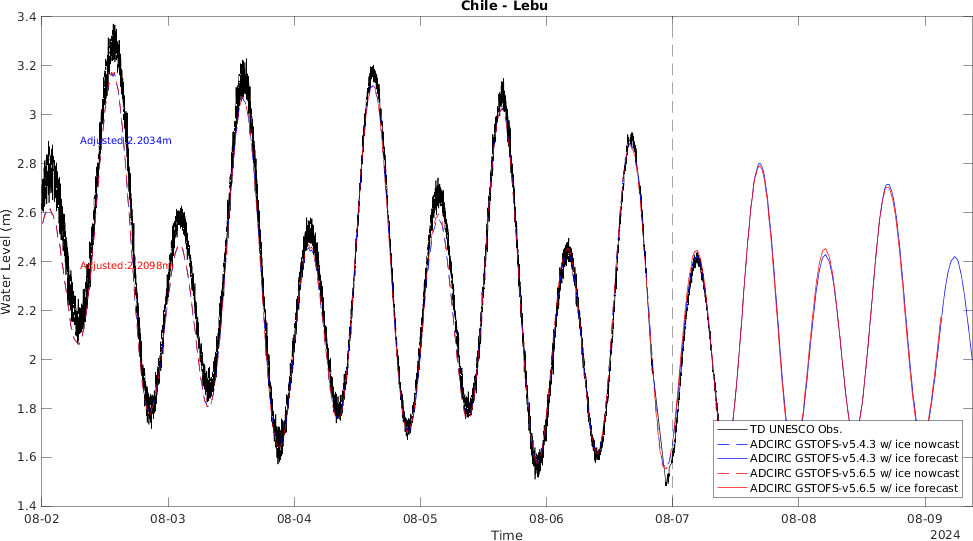 Chile - Lebu
3.4
3.2
3
2.8
2.6
2.4
2.2
2
1.8
1.6
1.4
Water Level (m)
Adjusted:2.2034m
Adjusted:2.2098m
TD UNESCO Obs.
ADCIRC GSTOFS-v5.4.3 w/ ice nowcast
ADCIRC GSTOFS-v5.4.3 w/ ice forecast
ADCIRC GSTOFS-v5.6.5 w/ ice nowcast
ADCIRC GSTOFS-v5.6.5 w/ ice forecast
08-02 08-03 08-04 08-05 08-06 08-07 08-08 08-09
Time
2024